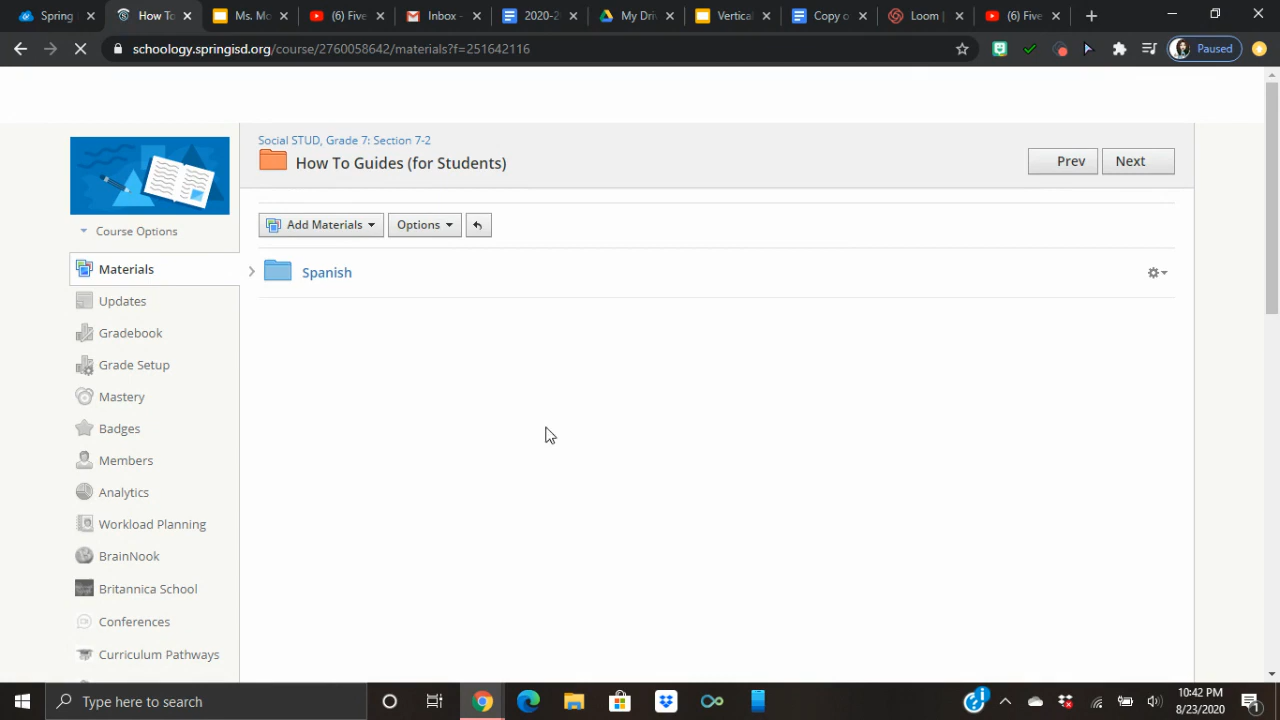 Spring
How To
Ms. Mo
(6) Five
Inbox -
2020-2
My Dri
Vertical
Copy o
Loom |
(6) Five
schoology.springisd.org/course/2760058642/materials?f=251642116
Paused
Social STUD, Grade 7: Section 7-2
How To Guides (for Students)
Prev
Next
Course Options
Add Materials
Options
Materials
Spanish
Updates
Gradebook
Grade Setup
Mastery
Badges
Members
Analytics
Workload Planning
BrainNook
Britannica School
Conferences
Curriculum Pathways
Type here to search
10:42 PM
8/23/2020
1